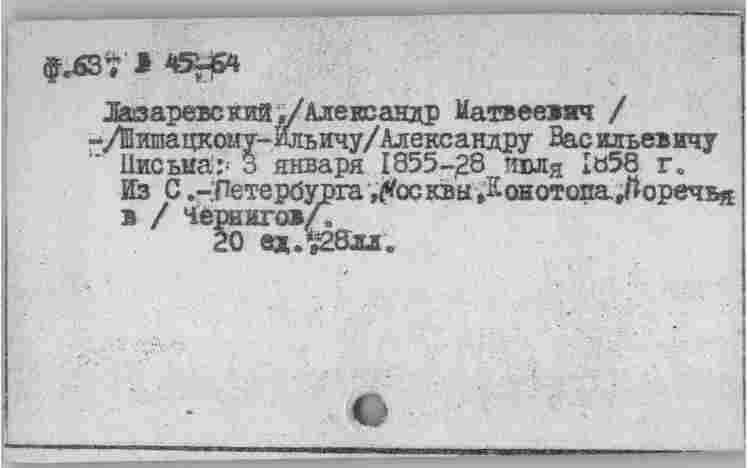 ф.63, № 45-64
Лазаревский,/Александр Матвеевич /
-/Шишацкому-Ильичу/Александру Васильевичу
Письма: 3 января 1855-28 июля 1858 г.
Из С.-Петербурга,Москвы,Конотопа,Поречья
в / Чернигов/.
20 ед.,28лл.